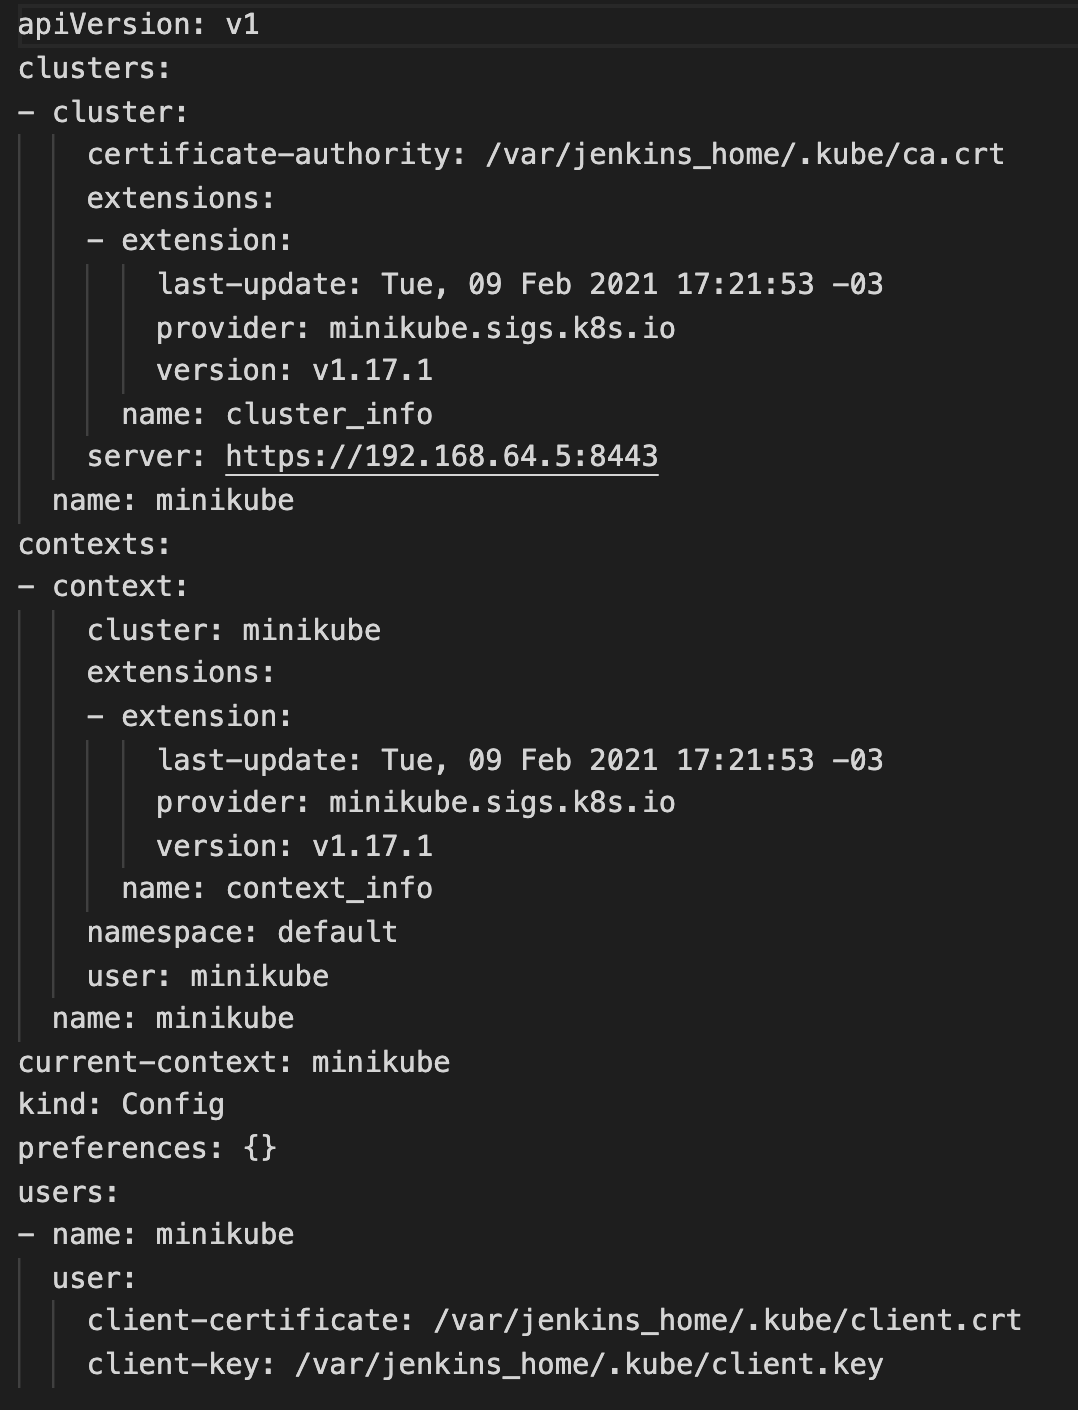 apiVersion: v1
clusters:
- cluster:
    certificate-authority: /var/jenkins_home/.kube/ca.crt
    extensions:
    - extension:
        last-update: Tue, 09 Feb 2021 17:21:53 -03
        provider: minikube.sigs.k8s.io
        version: v1.17.1
      name: cluster_info
    server: https://192.168.64.5:8443
  name: minikube
contexts:
- context:
    cluster: minikube
    extensions:
    - extension:
        last-update: Tue, 09 Feb 2021 17:21:53 -03
        provider: minikube.sigs.k8s.io
        version: v1.17.1
      name: context_info
    namespace: default
    user: minikube
  name: minikube
current-context: minikube
kind: Config
preferences: {}
users:
- name: minikube
  user:
    client-certificate: /var/jenkins_home/.kube/client.crt
    client-key: /var/jenkins_home/.kube/client.key